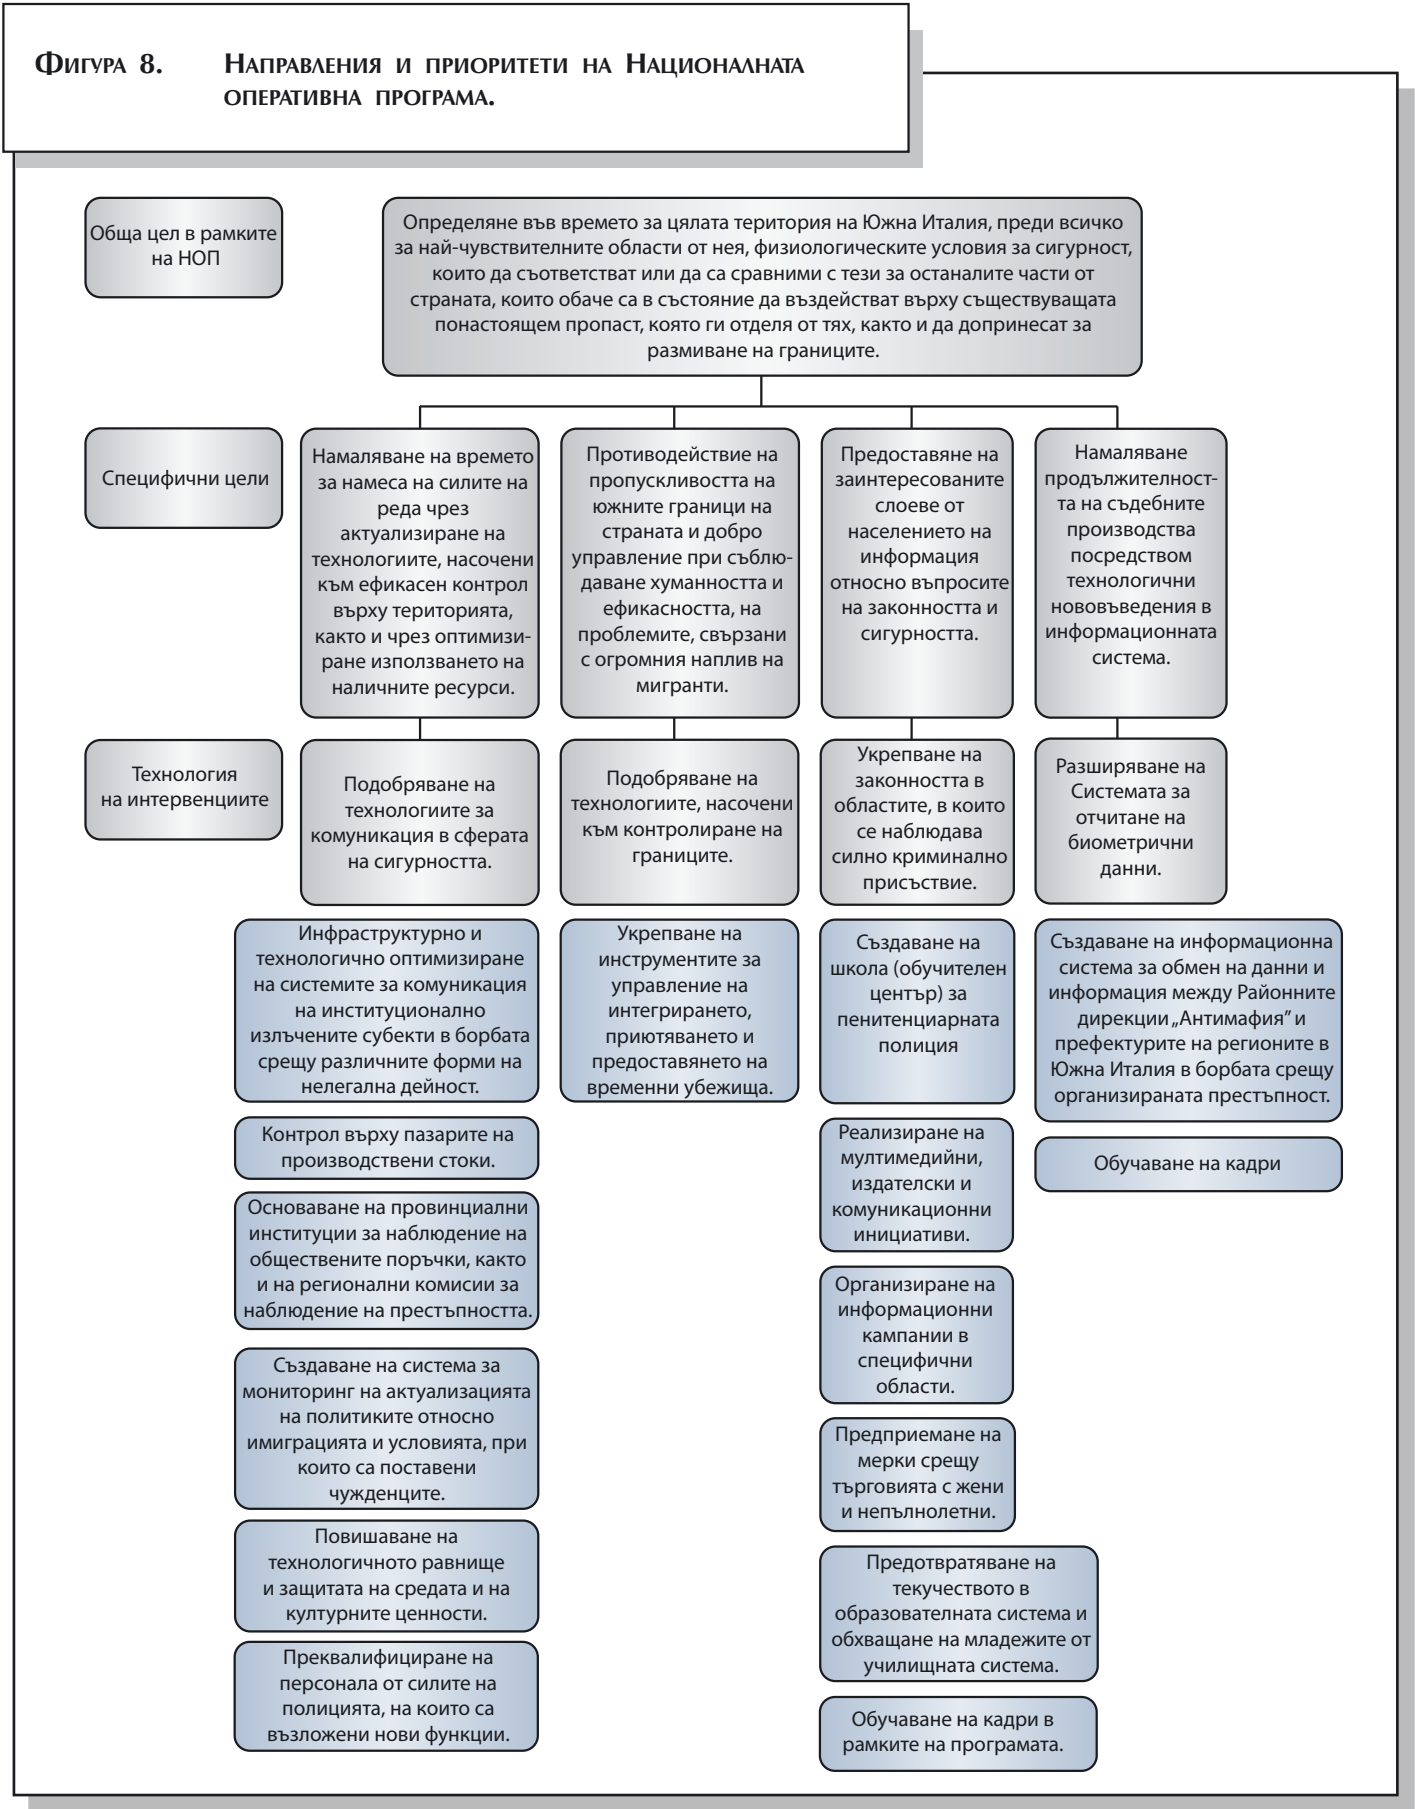 Фигура 8. Направления и приоритети на Националната
оперативна програма.
Обща цел в рамките
на НОП
Определяне във времето за цялата територия на Южна Италия, преди всичко
за най-чувствителните области от нея, физиологическите условия за сигурност,
които да съответстват или да са сравними с тези за останалите части от
страната, които обаче са в състояние да въздействат върху съществуващата
понастоящем пропаст, която ги отделя от тях, както и да допринесат за
размиване на границите.
Специфични цели
Намаляване на времето
за намеса на силите на
реда чрез
актуализиране на
технологиите, насочени
към ефикасен контрол
върху територията,
както и чрез оптимизи-
ране използването на
наличните ресурси.
Противодействие на
пропускливостта на
южните граници на
страната и добро
управление при съблю-
даване хуманността и
ефикасността, на
проблемите, свързани
с огромния наплив на
мигранти.
Предоставяне на
заинтересованите
слоеве от
населението на
информация
относно въпросите
на законността и
сигурността.
Намаляване
продължителност-
та на съдебните
производства
посредством
технологични
нововъведения в
информационната
система.
Технология
на интервенциите
Подобряване на
технологиите за
комуникация в сферата
на сигурността.
Подобряване на
технологиите, насочени
към контролиране на
границите.
Укрепване на
законността в
областите, в които
се наблюдава
силно криминално
присъствие.
Разширяване на
Системата за
отчитане на
биометрични
данни.
Инфраструктурно и
технологично оптимизиране
на системите за комуникация
на институционално
излъчените субекти в борбата
срещу различните форми на
нелегална дейност.
Контрол върху пазарите на
производствени стоки.
Основаване на провинциални
институции за наблюдение на
обществените поръчки, както
и на регионални комисии за
наблюдение на престъпността.
Създаване на система за
мониторинг на актуализацията
на политиките относно
имиграцията и условията, при
които са поставени
чужденците.
Повишаване на
технологичното равнище
и защитата на средата и на
културните ценности.
Преквалифициране на
персонала от силите на
полицията, на които са
възложени нови функции.
Укрепване на
инструментите за
управление на
интегрирането,
приютяването и
предоставянето на
временни убежища.
Създаване на
школа (обучителен
център) за
пенитенциарната
полиция
Реализиране на
мултимедийни,
издателски и
комуникационни
инициативи.
Организиране на
информационни
кампании в
специфични
области.
Предприемане на
мерки срещу
търговията с жени
и непълнолетни.
Предотвратяване на
текучеството в
образователната система и
обхващане на младежите от
училищната система.
Обучаване на кадри в
рамките на програмата.
Създаване на информационна
система за обмен на данни и
информация между Районните
дирекции „Антимафия” и
префектурите на регионите в
Южна Италия в борбата срещу
организираната престъпност.
Обучаване на кадри